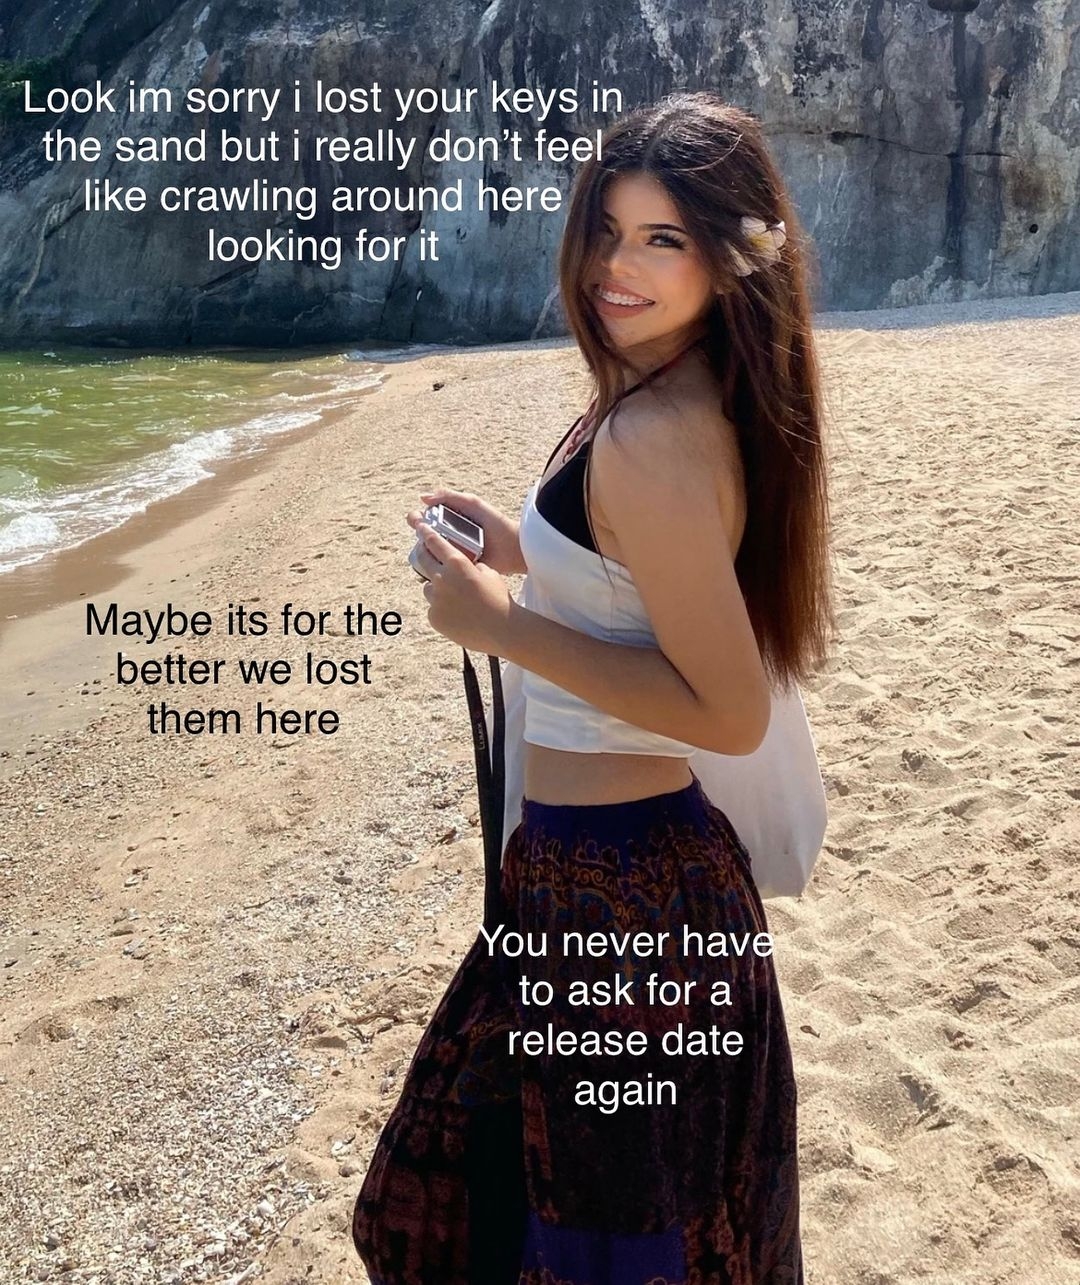 Look im sorry i lost your keys in
the sand but i really don’t feel
like crawling around here
looking for it
Maybe its for the
better we lost
them here
You never have
to ask for a
release date
again